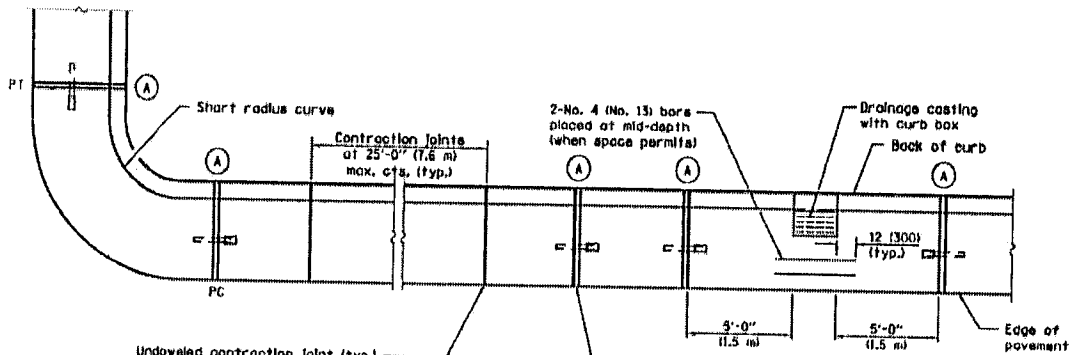 PT
A
Short radius curve
A
Contraction Joints
at 25'-0" (7.6 m)
max. cts. (typ.)
2-No. 4 (No. 13) bars
placed at mid-depth
(when space permits)
A
A
Drainage casting
with curb box
Back of curb
A
12 (300)
(typ.)
PC
5'-0"
(1.5 m)
5'-0"
(1.5 m)
Edge of
pavement
Undoweled contraction joint (typ.)